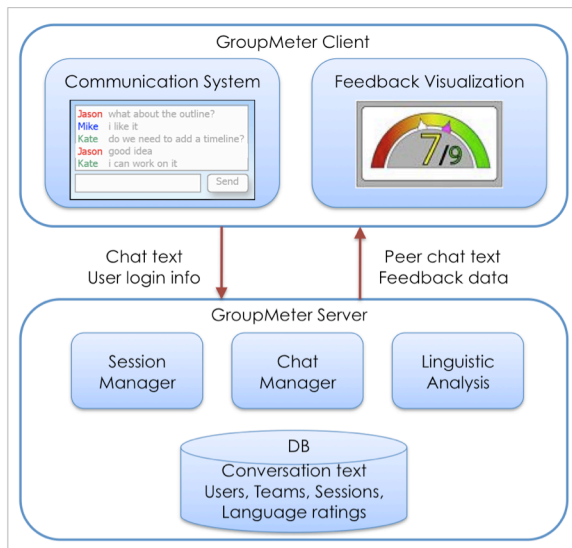 GroupMeter Client
Communication System
Jason what about the outline?
Mike i like it
Kate do we need to add a timeline?
Jason good idea
Kate i can work on it
Send
Feedback Visualization
7/9
Chat text
User login info
Peer chat text
Feedback data
GroupMeter Server
Session
Manager
Chat
Manager
Linguistic
Analysis
DB
Conversation text
Users, Teams, Sessions,
Language ratings